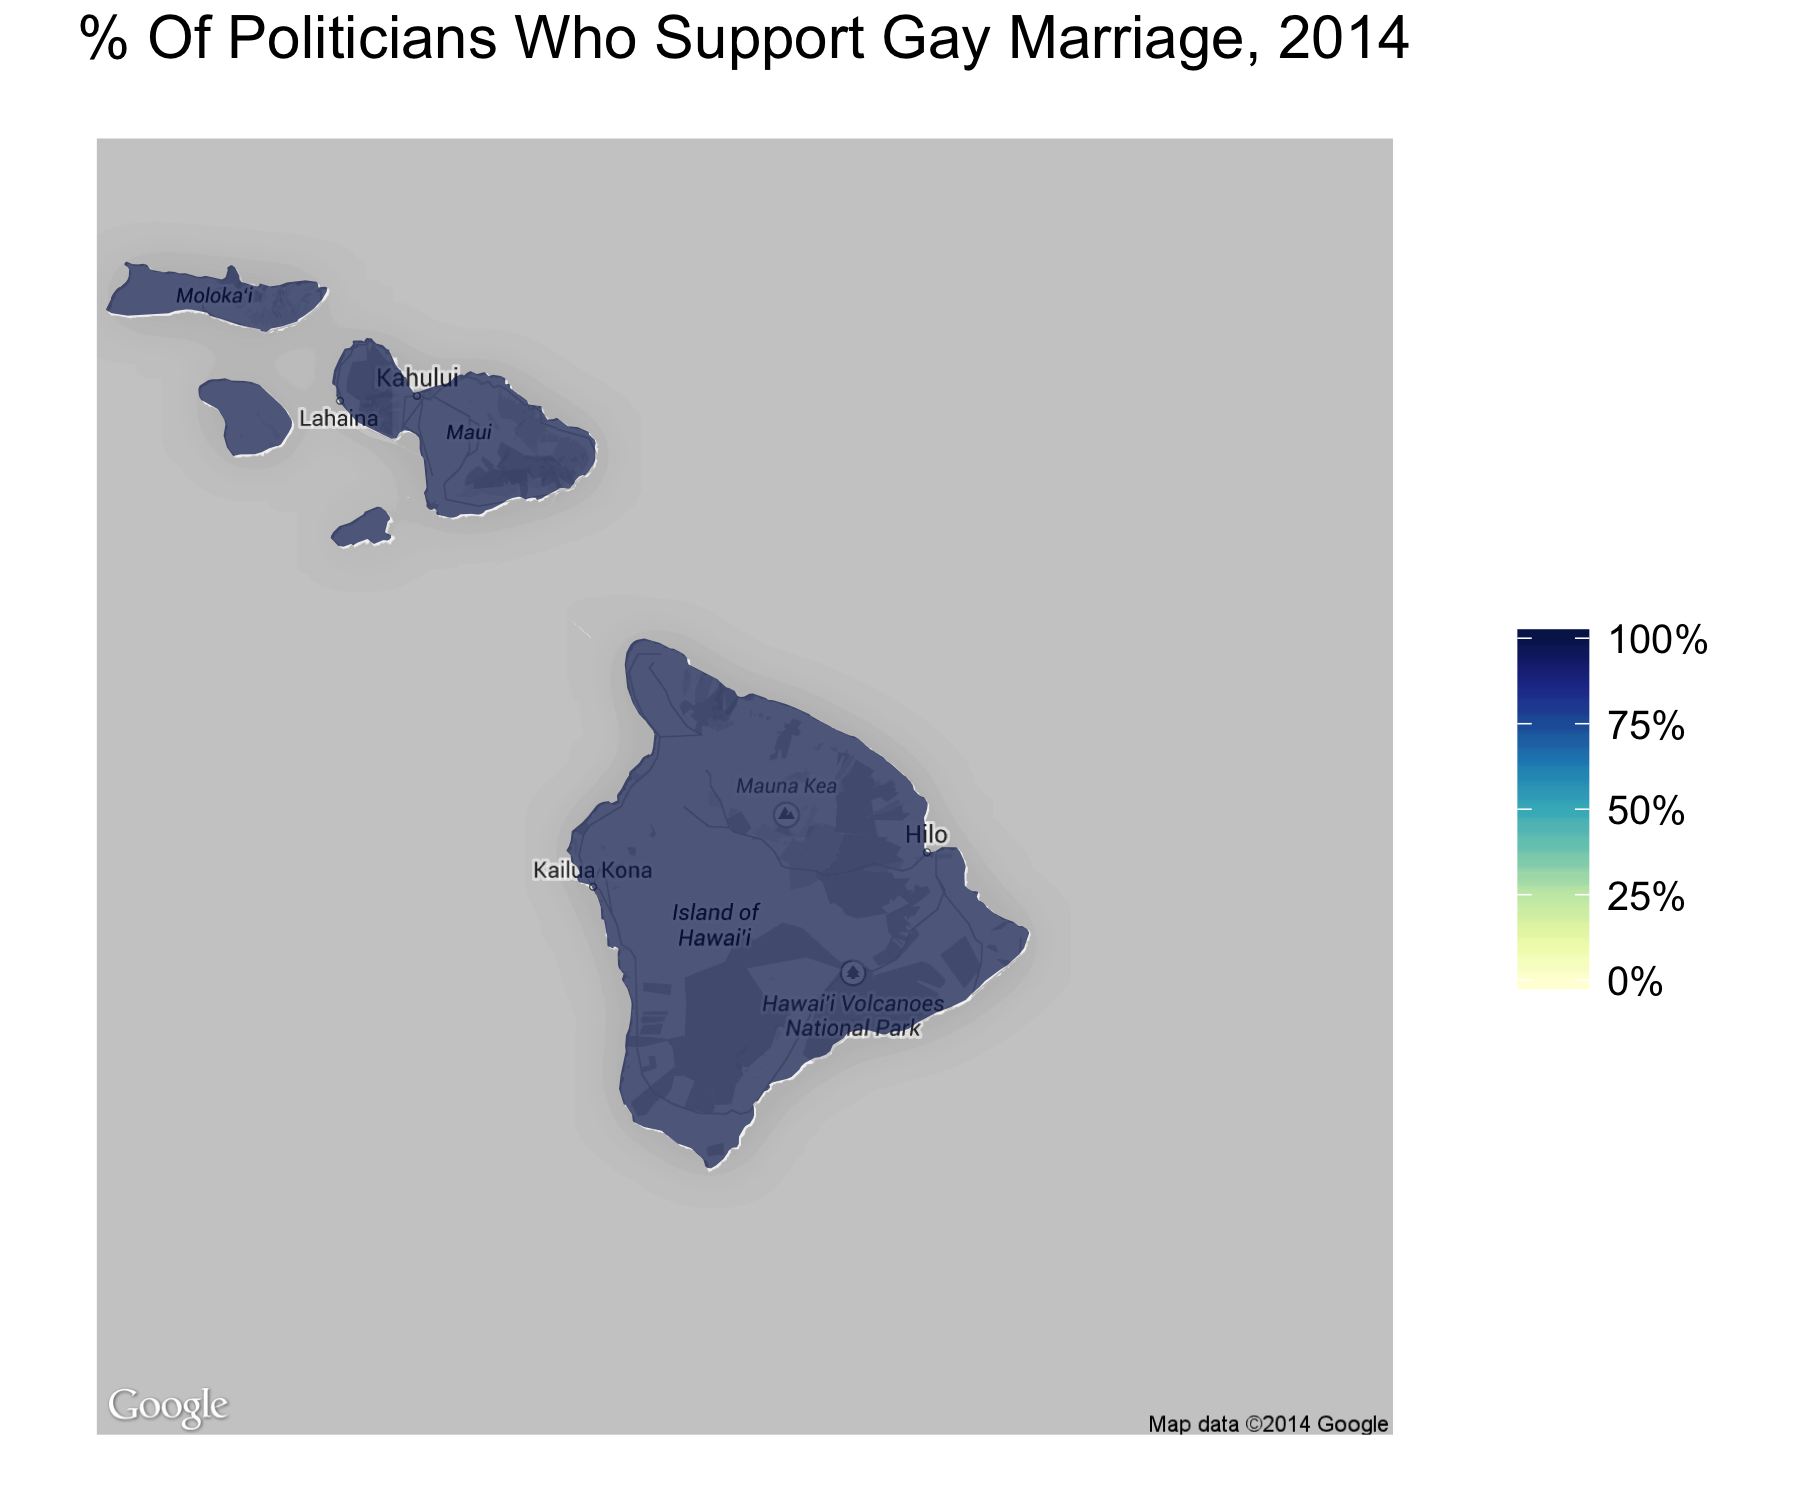 % Of Politicians Who Support Gay Marriage, 2014
Moloka'i
Kahului
Lahaina
Maui
Mauna Kea
Hilo
Kailua Kona
Island of
Hawai'i
Hawai'i Volcanoes
National Park
100%
75%
50%
25%
0%
Google
Map data ©2014 Google